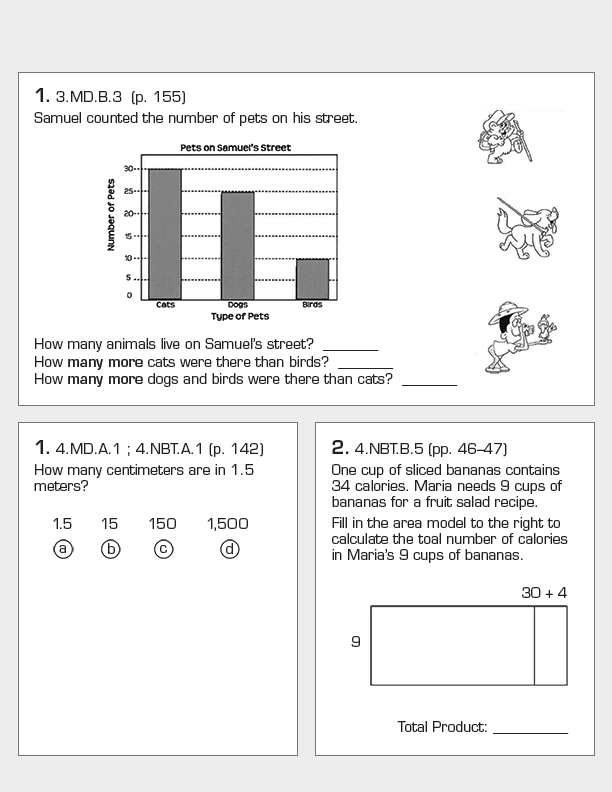 1. 3.MD.B.3 (p. 155)
Samuel counted the number of pets on his street.
Pets on Samuel's Street
Number of Pets
30
25
20
15
10
5
0
Cats Dogs Birds
Type of Pets
How many animals live on Samuel's street? _______
How many more cats were there than birds? _______
How many more dogs and birds were there than cats? _______
1. 4.MD.A.1 ; 4.NBT.A.1 (p. 142)
How many centimeters are in 1.5
meters?
1.5 15 150 1,500
a b c d
2. 4.NBT.B.5 (pp. 46–47)
One cup of sliced bananas contains
34 calories. Maria needs 9 cups of
bananas for a fruit salad recipe.
Fill in the area model to the right to
calculate the toal number of calories
in Maria's 9 cups of bananas.
30 + 4
9
Total Product: _________